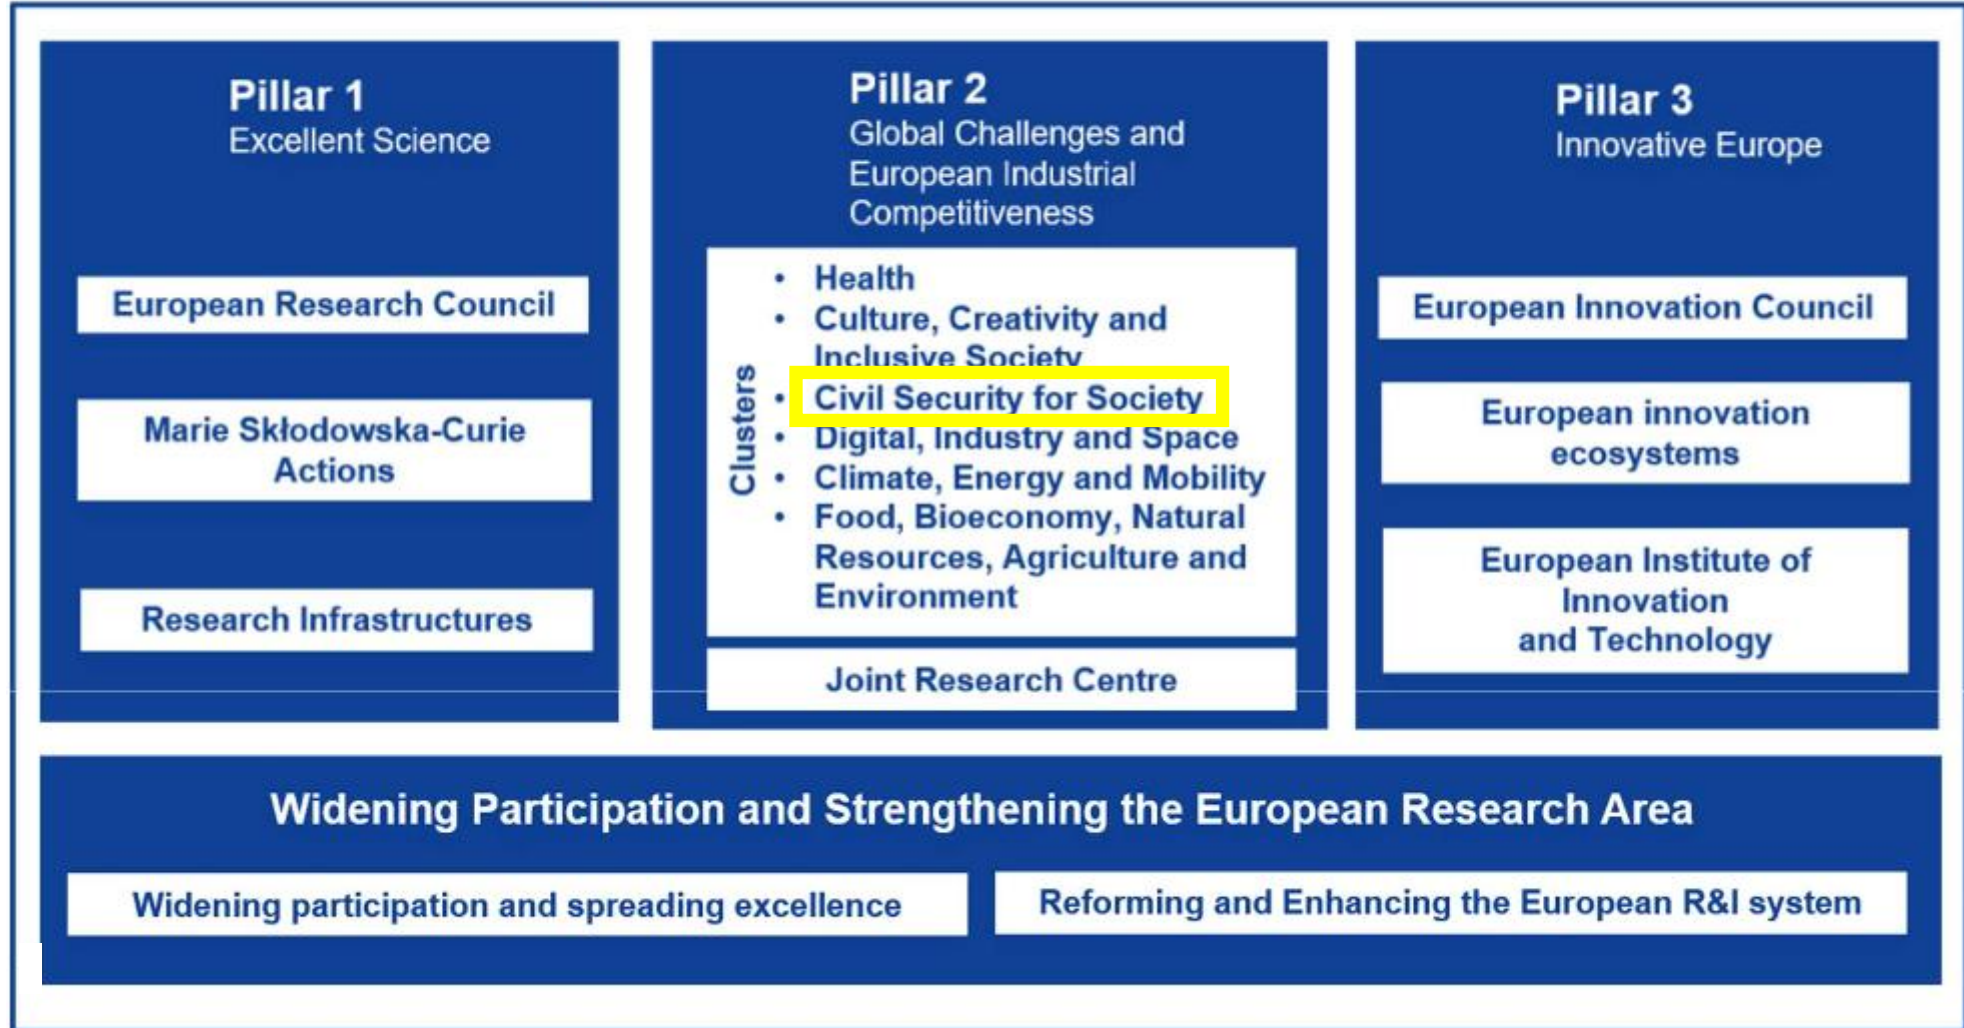 Pillar 1
Excellent Science
European Research Council
Marie Skłodowska-Curie
Actions
Research Infrastructures
Pillar 2
Global Challenges and
European Industrial
Competitiveness
Clusters
• Health
• Culture, Creativity and
Inclusive Society
• Civil Security for Society
• Digital, Industry and Space
• Climate, Energy and Mobility
• Food, Bioeconomy, Natural
Resources, Agriculture and
Environment
Joint Research Centre
Pillar 3
Innovative Europe
European Innovation Council
European innovation
ecosystems
European Institute of
Innovation
and Technology
Widening Participation and Strengthening the European Research Area
Widening participation and spreading excellence
Reforming and Enhancing the European R&I system